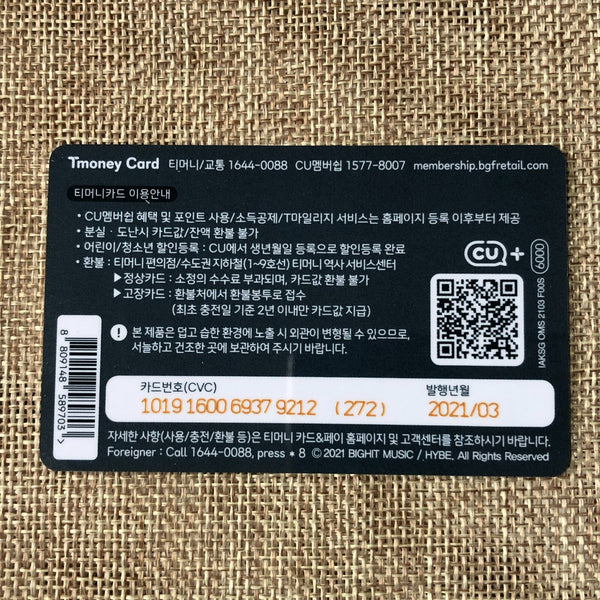 Tmoney Card 티머니/교통 1644-0088 CU멤버쉽 1577-8007 membership.bgfretail.com
티머니카드 이용안내
• CU멤버쉽 혜택 및 포인트 사용/소득공제/T마일리지 서비스는 홈페이지 등록 이후부터 제공
• 분실 · 도난시 카드값/잔액 환불 불가
• 어린이/청소년 할인등록 : CU에서 생년월일 등록으로 할인등록 완료
• 환불 : 티머니 편의점/수도권 지하철(1~9호선) 티머니 역사 서비스센터
▶정상카드 : 소정의 수수료 부과되며, 카드값 환불 불가
▶고장카드 : 환불처에서 환불봉투로 접수
(최초 충전일 기준 2년 이내만 카드값 지급)
! 본 제품은 덥고 습한 환경에 노출 시 외관이 변형될 수 있으므로,
서늘하고 건조한 곳에 보관하여 주시기 바랍니다.
CU +
6000
IAKSG OMS 2103 F00S
8 809148 589703 >
카드번호(CVC) 발행년월
1019 1600 6937 9212 (272) 2021/03
자세한 사항(사용/충전/환불 등)은 티머니 카드&페이 홈페이지 및 고객센터를 참조하시기 바랍니다.
Foreigner : Call 1644-0088, press * 8 © 2021 BIGHIT MUSIC / HYBE. All Rights Reserved